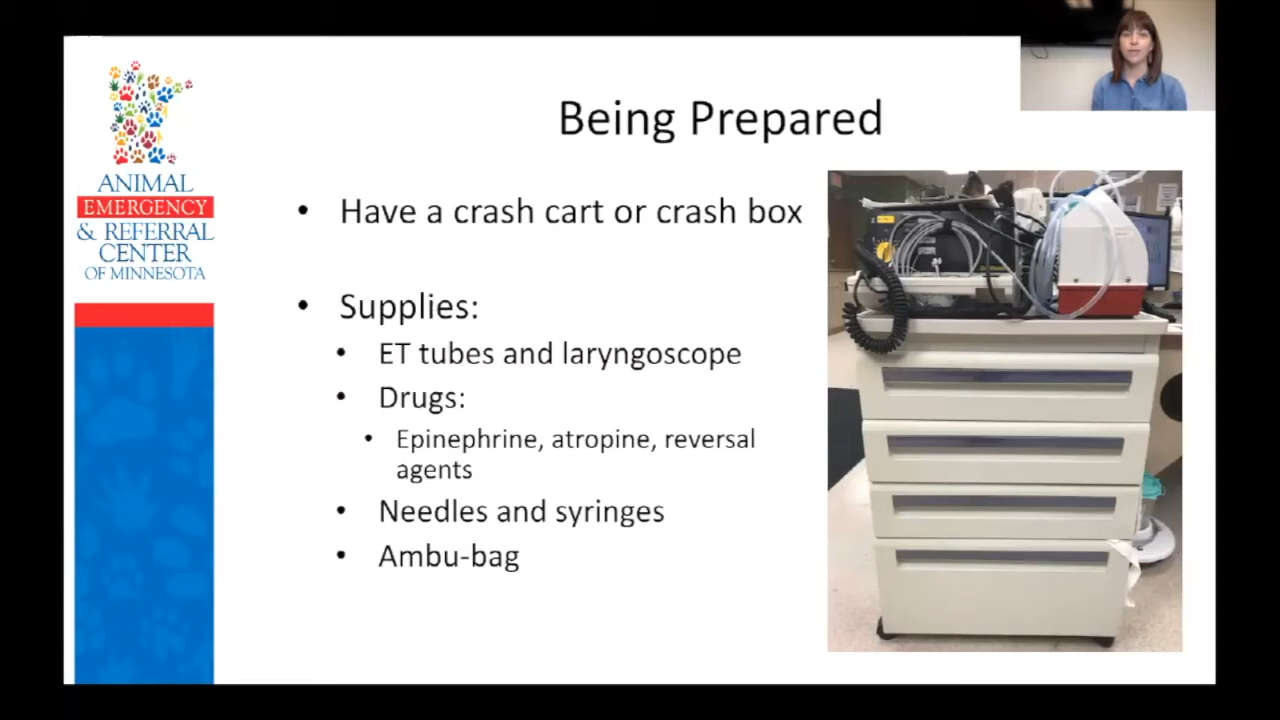 Being Prepared
ANIMAL
EMERGENCY
& REFERRAL
CENTER
OF MINNESOTA
• Have a crash cart or crash box
• Supplies:
• ET tubes and laryngoscope
• Drugs:
• Epinephrine, atropine, reversal
agents
• Needles and syringes
• Ambu-bag